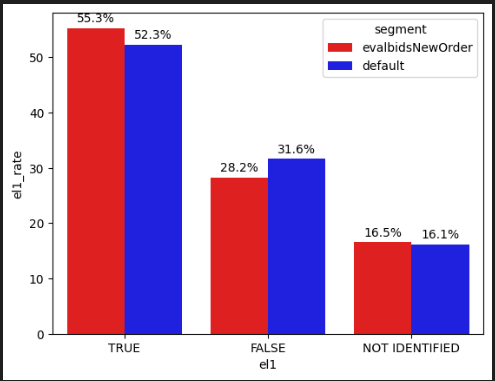 55.3%
52.3%
segment
evalbidsNewOrder
default
28.2%
31.6%
16.5%
16.1%
50
40
30
20
10
0
el1_rate
TRUE
FALSE
NOT IDENTIFIED
el1